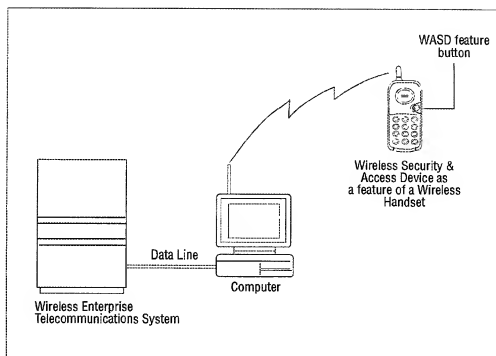 WASD feature
button
Wireless Security &
Access Device as
a feature of a Wireless
Handset
Data Line
Computer
Wireless Enterprise
Telecommunications System